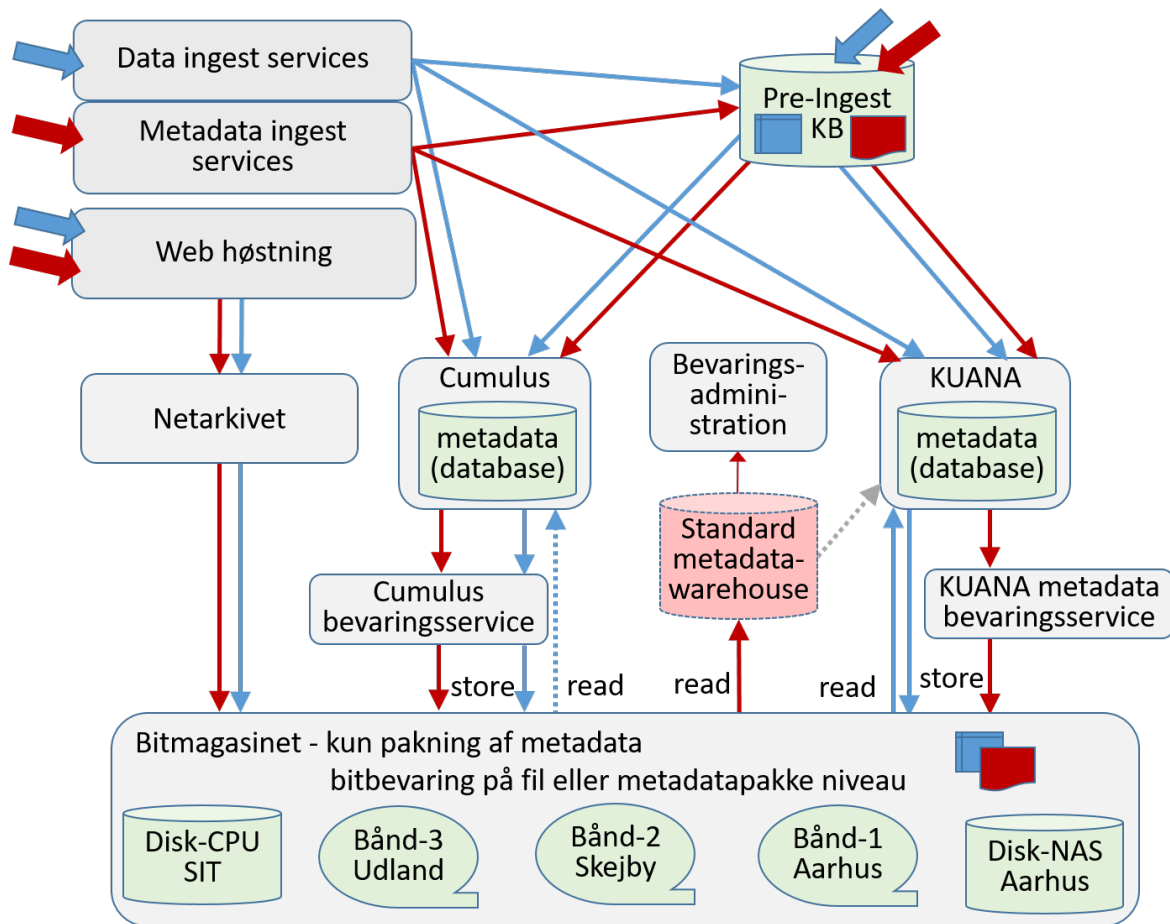 Data ingest services
Metadata ingest
services
Web høstning
Pre-Ingest
KB
Netarkivet
Cumulus
metadata
(database)
Bevarings-
admini-
stration
KUANA
metadata
(database)
Standard
metadata-
warehouse
Cumulus
bevaringsservice
KUANA metadata
bevaringsservice
store
read
read
read
store
Bitmagasinet - kun pakning af metadata
bitbevaring på fil eller metadatapakke niveau
Disk-CPU
SIT
Bånd-3
Udland
Bånd-2
Skejby
Bånd-1
Aarhus
Disk-NAS
Aarhus